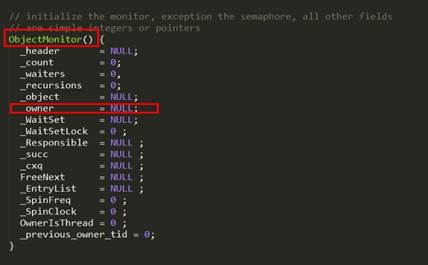 // initialize the monitor, exception the semaphore, all other fields
// are simple integers or pointers
ObjectMonitor() {
_header = NULL;
_count = 0;
_waiters = 0,
_recursions = 0;
_object = NULL;
_owner = NULL;
_WaitSet = NULL;
_WaitSetLock = 0 ;
_Responsible = NULL ;
_succ = NULL ;
_cxq = NULL ;
FreeNext = NULL ;
_EntryList = NULL ;
_SpinFreq = 0 ;
_SpinClock = 0 ;
OwnerIsThread = 0 ;
_previous_owner_tid = 0;
}